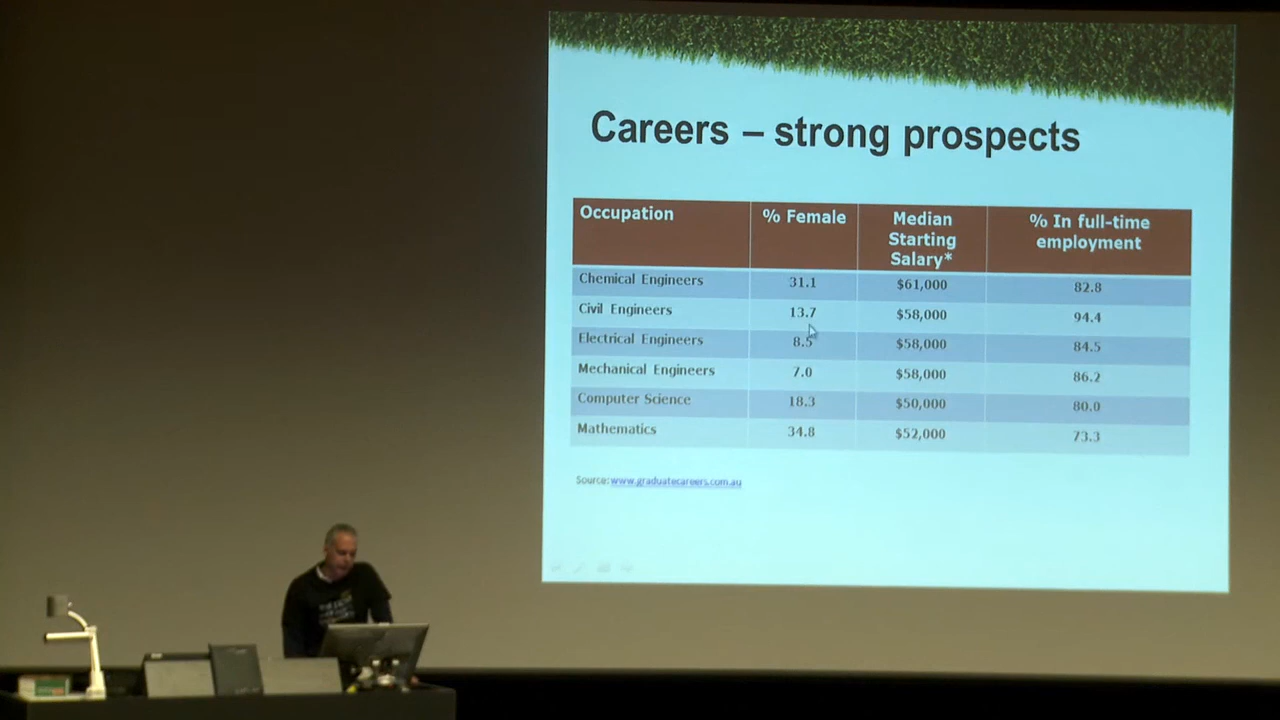 Careers – strong prospects
Occupation % Female Median Starting Salary* % In full-time employment
Chemical Engineers 31.1 $61,000 82.8
Civil Engineers 13.7 $58,000 94.4
Electrical Engineers 8.5 $58,000 84.5
Mechanical Engineers 7.0 $58,000 86.2
Computer Science 18.3 $50,000 80.0
Mathematics 34.8 $52,000 73.3
Source: www.graduatecareers.com.au